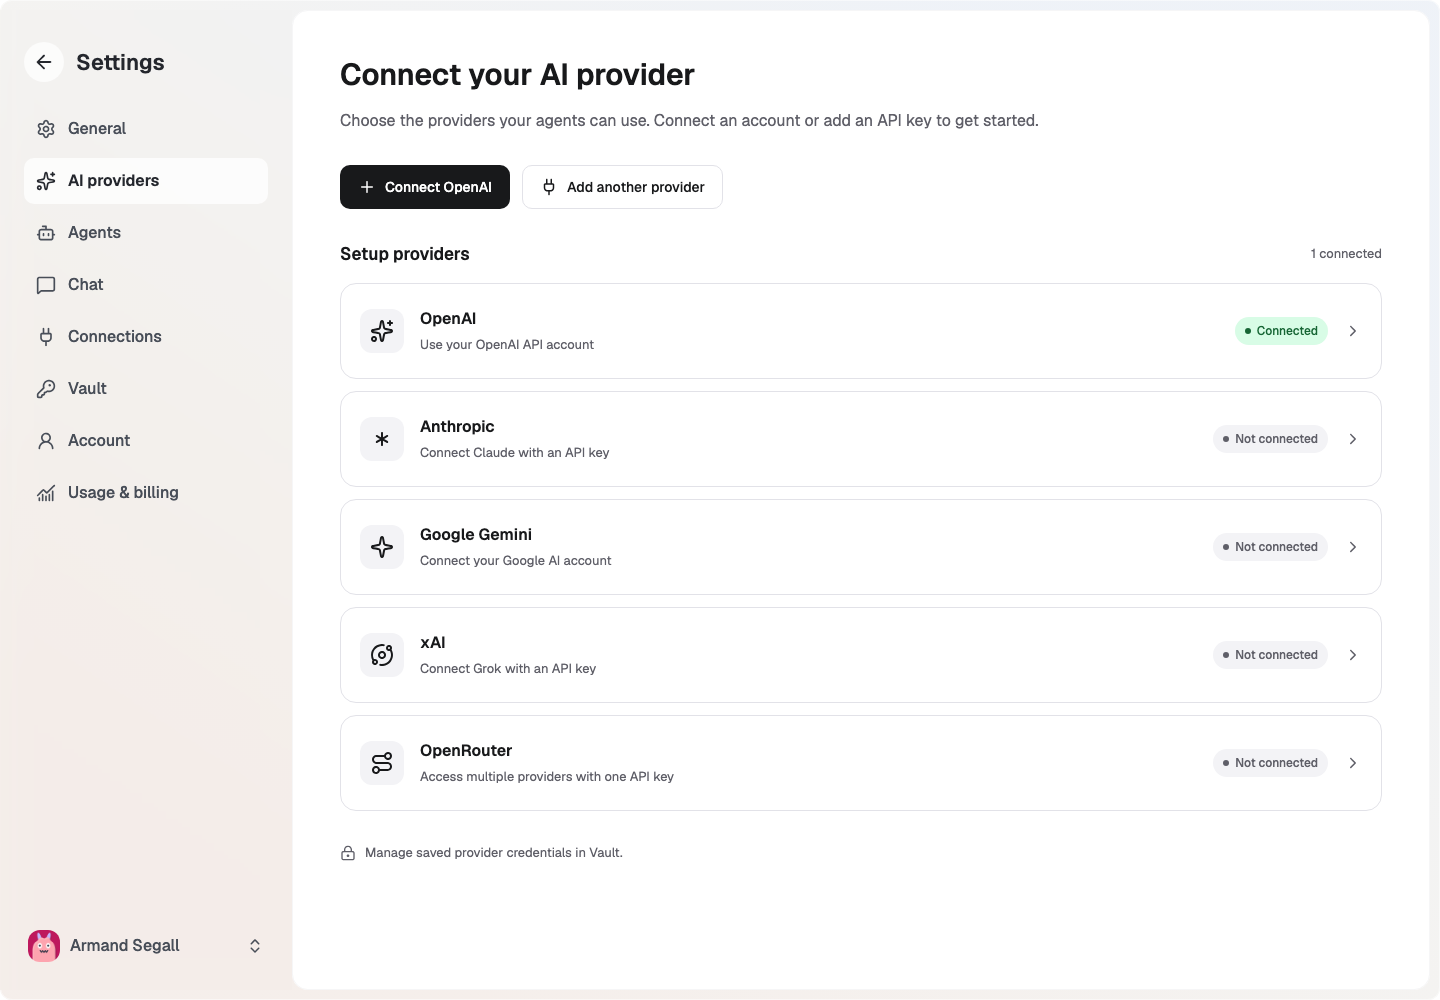 Settings
General
AI providers
Agents
Chat
Connections
Vault
Account
Usage & billing
Armand Segall
Connect your AI provider
Choose the providers your agents can use. Connect an account or add an API key to get started.
Connect OpenAI
Add another provider
Setup providers
1 connected
OpenAI
Use your OpenAI API account
Connected
Anthropic
Connect Claude with an API key
Not connected
Google Gemini
Connect your Google AI account
Not connected
xAI
Connect Grok with an API key
Not connected
OpenRouter
Access multiple providers with one API key
Not connected
Manage saved provider credentials in Vault.